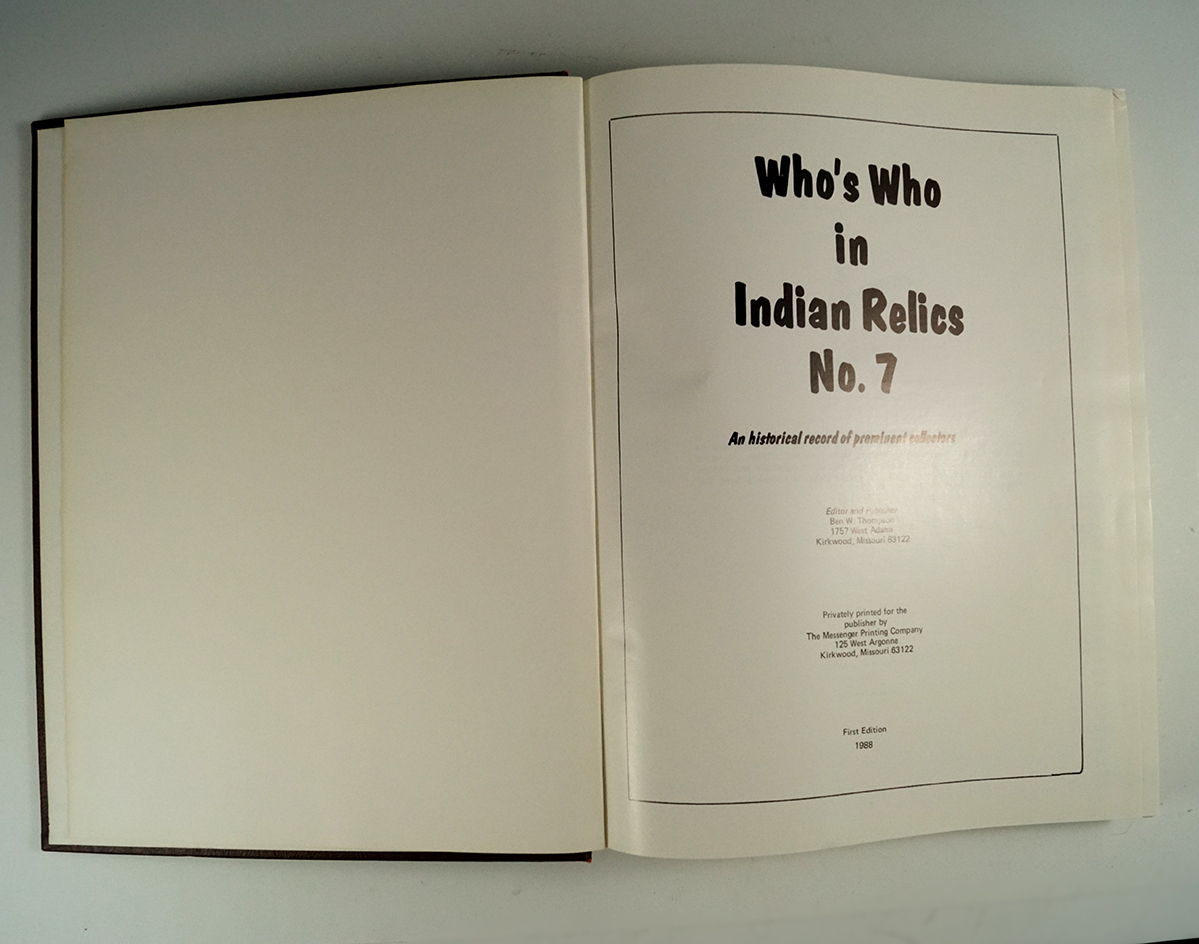 Who's Who
in
Indian Relics
No. 7
An historical record of prominent collectors
Editor and Publisher
Ben W. Thompson
1757 West Adams
Kirkwood, Missouri 63122
Privately printed for the
publisher by
The Messenger Printing Company
125 West Argonne
Kirkwood, Missouri 63122
First Edition
1988